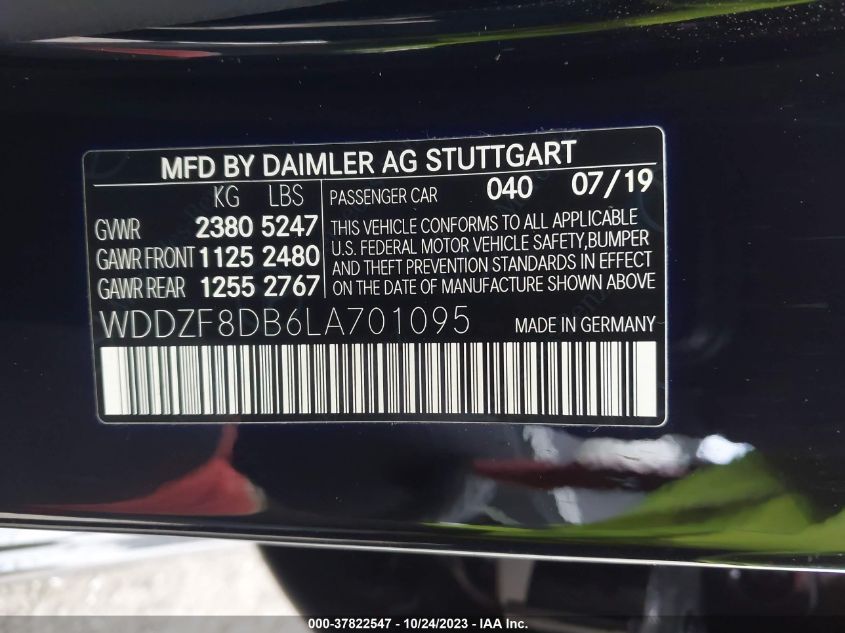 MFD BY DAIMLER AG STUTTGART
KG LBS
GVWR 2380 5247
GAWR FRONT 1125 2480
GAWR REAR 1255 2767
PASSENGER CAR 040 07/19
THIS VEHICLE CONFORMS TO ALL APPLICABLE
U.S. FEDERAL MOTOR VEHICLE SAFETY,BUMPER
AND THEFT PREVENTION STANDARDS IN EFFECT
ON THE DATE OF MANUFACTURE SHOWN ABOVE
WDDZF8DB6LA701095 MADE IN GERMANY
000-37822547 - 10/24/2023 - IAA Inc.